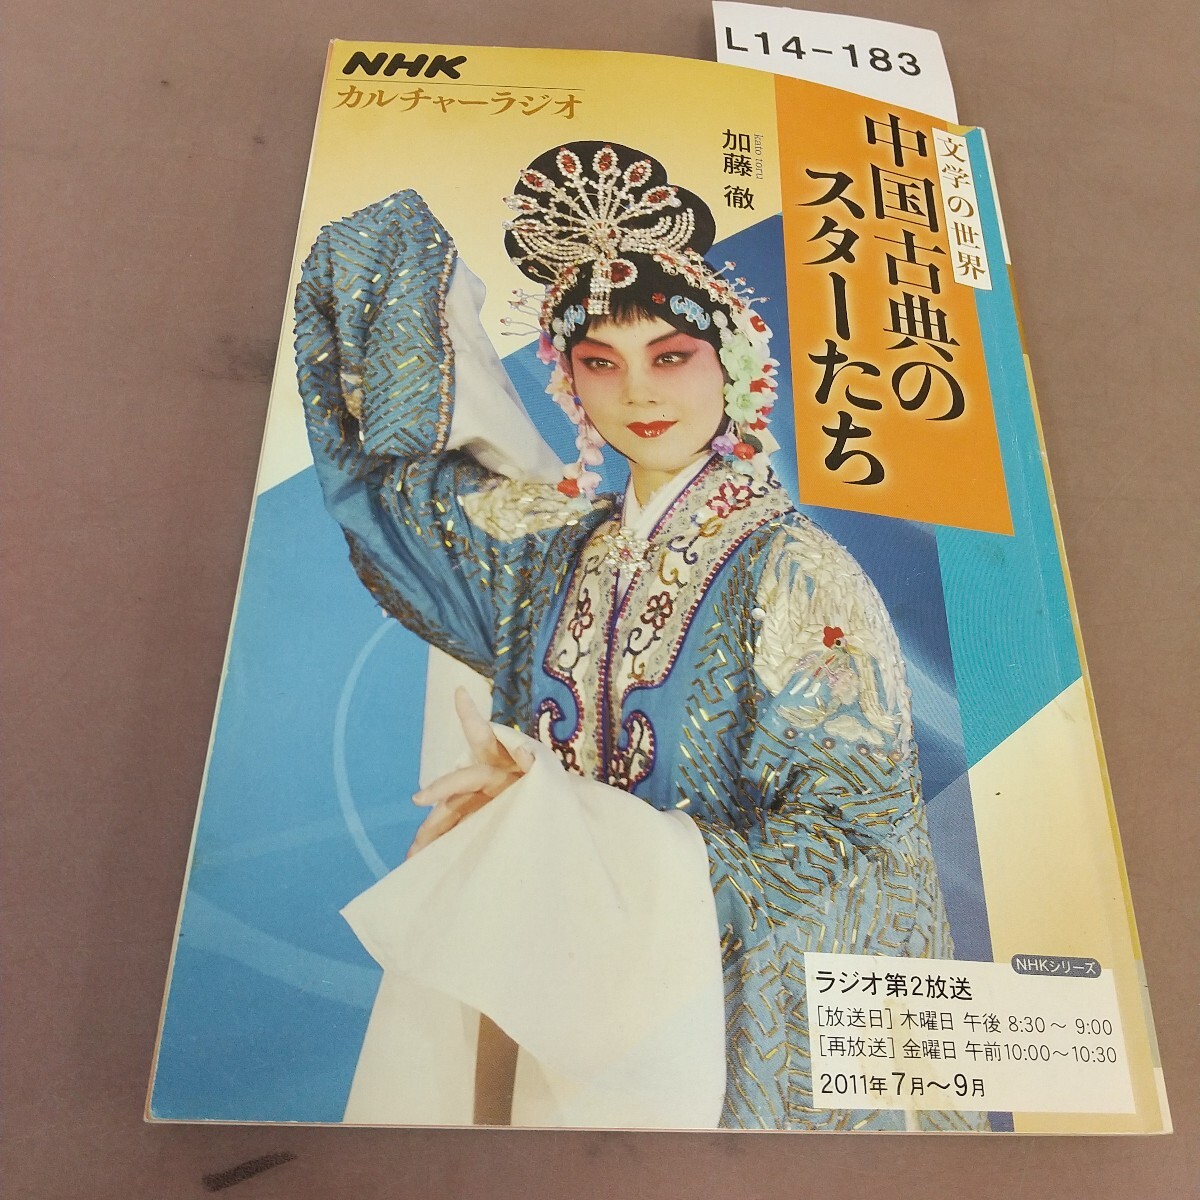 L14-183
NHK
カルチャーラジオ
文学の世界
中国古典の
スターたち
加藤 徹
kato toru
NHKシリーズ
ラジオ第2放送
[放送日] 木曜日 午後 8:30～ 9:00
[再放送] 金曜日 午前10:00～10:30
2011年 7月～9月